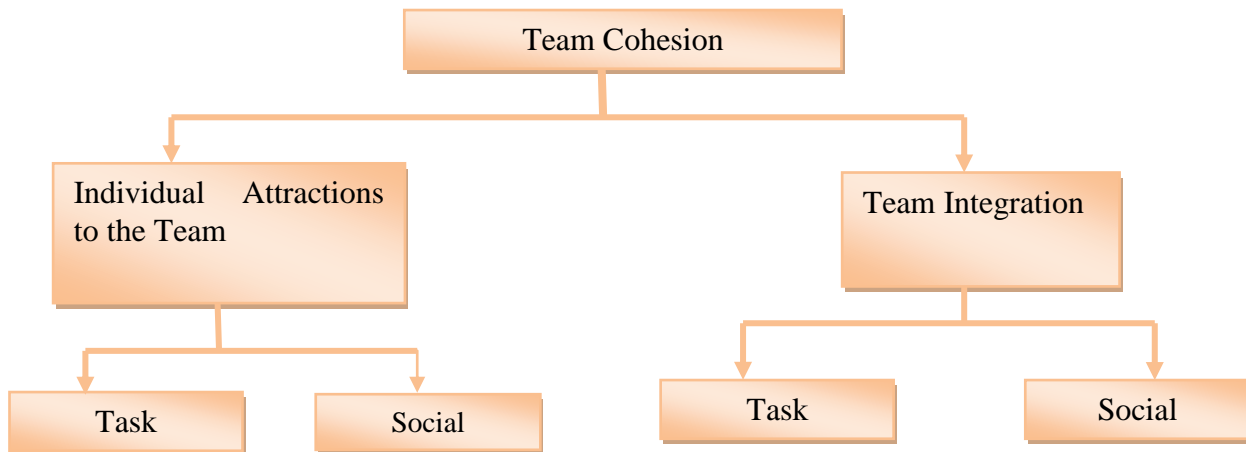 Team Cohesion
Individual Attractions
to the Team
Team Integration
Task
Social
Task
Social